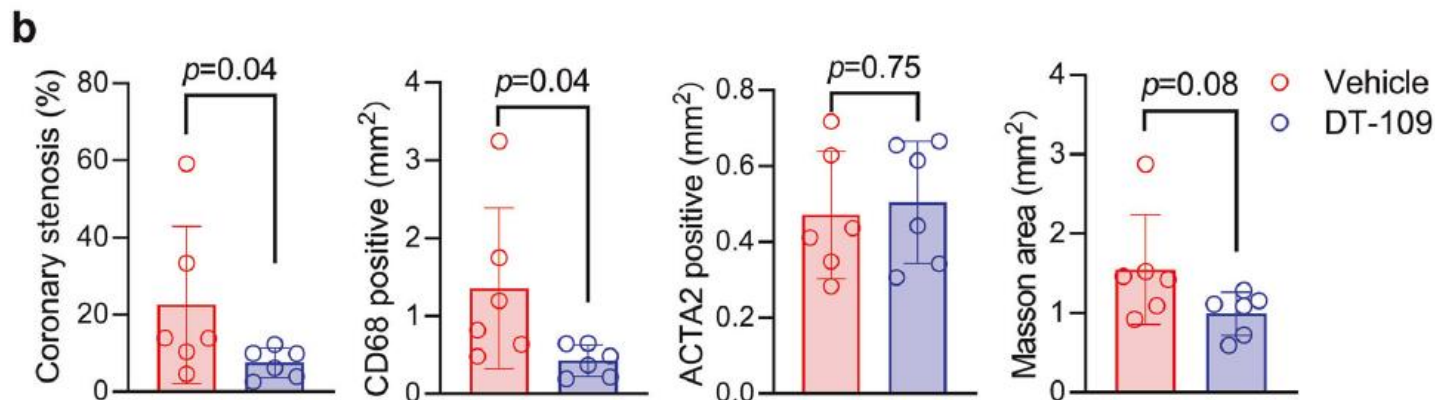 b
Coronary stenosis (%)
80
60
40
20
0
p=0.04
CD68 positive (mm²)
4
3
2
1
0
p=0.04
ACTA2 positive (mm²)
0.8
0.6
0.4
0.2
0.0
p=0.75
Masson area (mm²)
4
3
2
1
0
p=0.08
Vehicle
DT-109